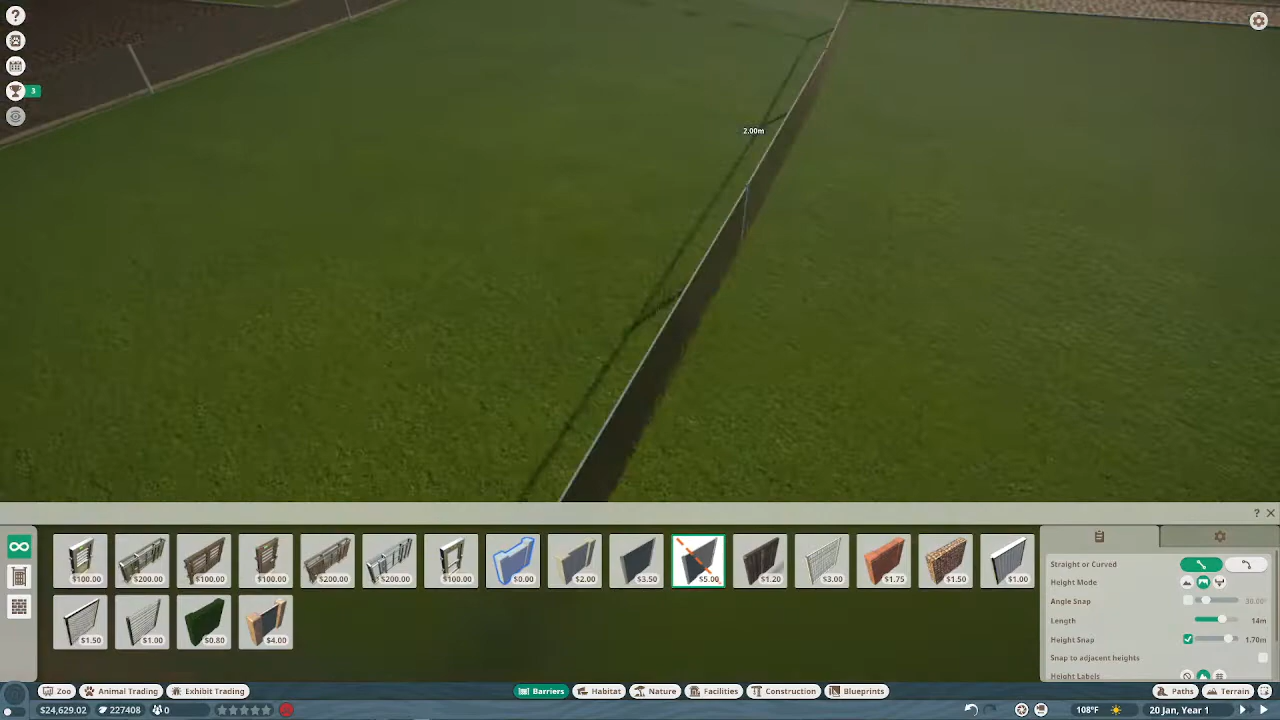 ?
3
2.00m
?
$100.00
$200.00
$100.00
$100.00
$200.00
$200.00
$100.00
$0.00
$2.00
$3.50
$5.00
$1.20
$3.00
$1.75
$1.50
$1.00
$1.50
$1.00
$0.80
$4.00
Straight or Curved
Height Mode
Angle Snap 30.00°
Length 14m
Height Snap 1.70m
Snap to adjacent heights
Height Labels
Zoo
Animal Trading
Exhibit Trading
Barriers
Habitat
Nature
Facilities
Construction
Blueprints
Paths
Terrain
$24,629.02
227408
0
108°F
20 Jan, Year 1